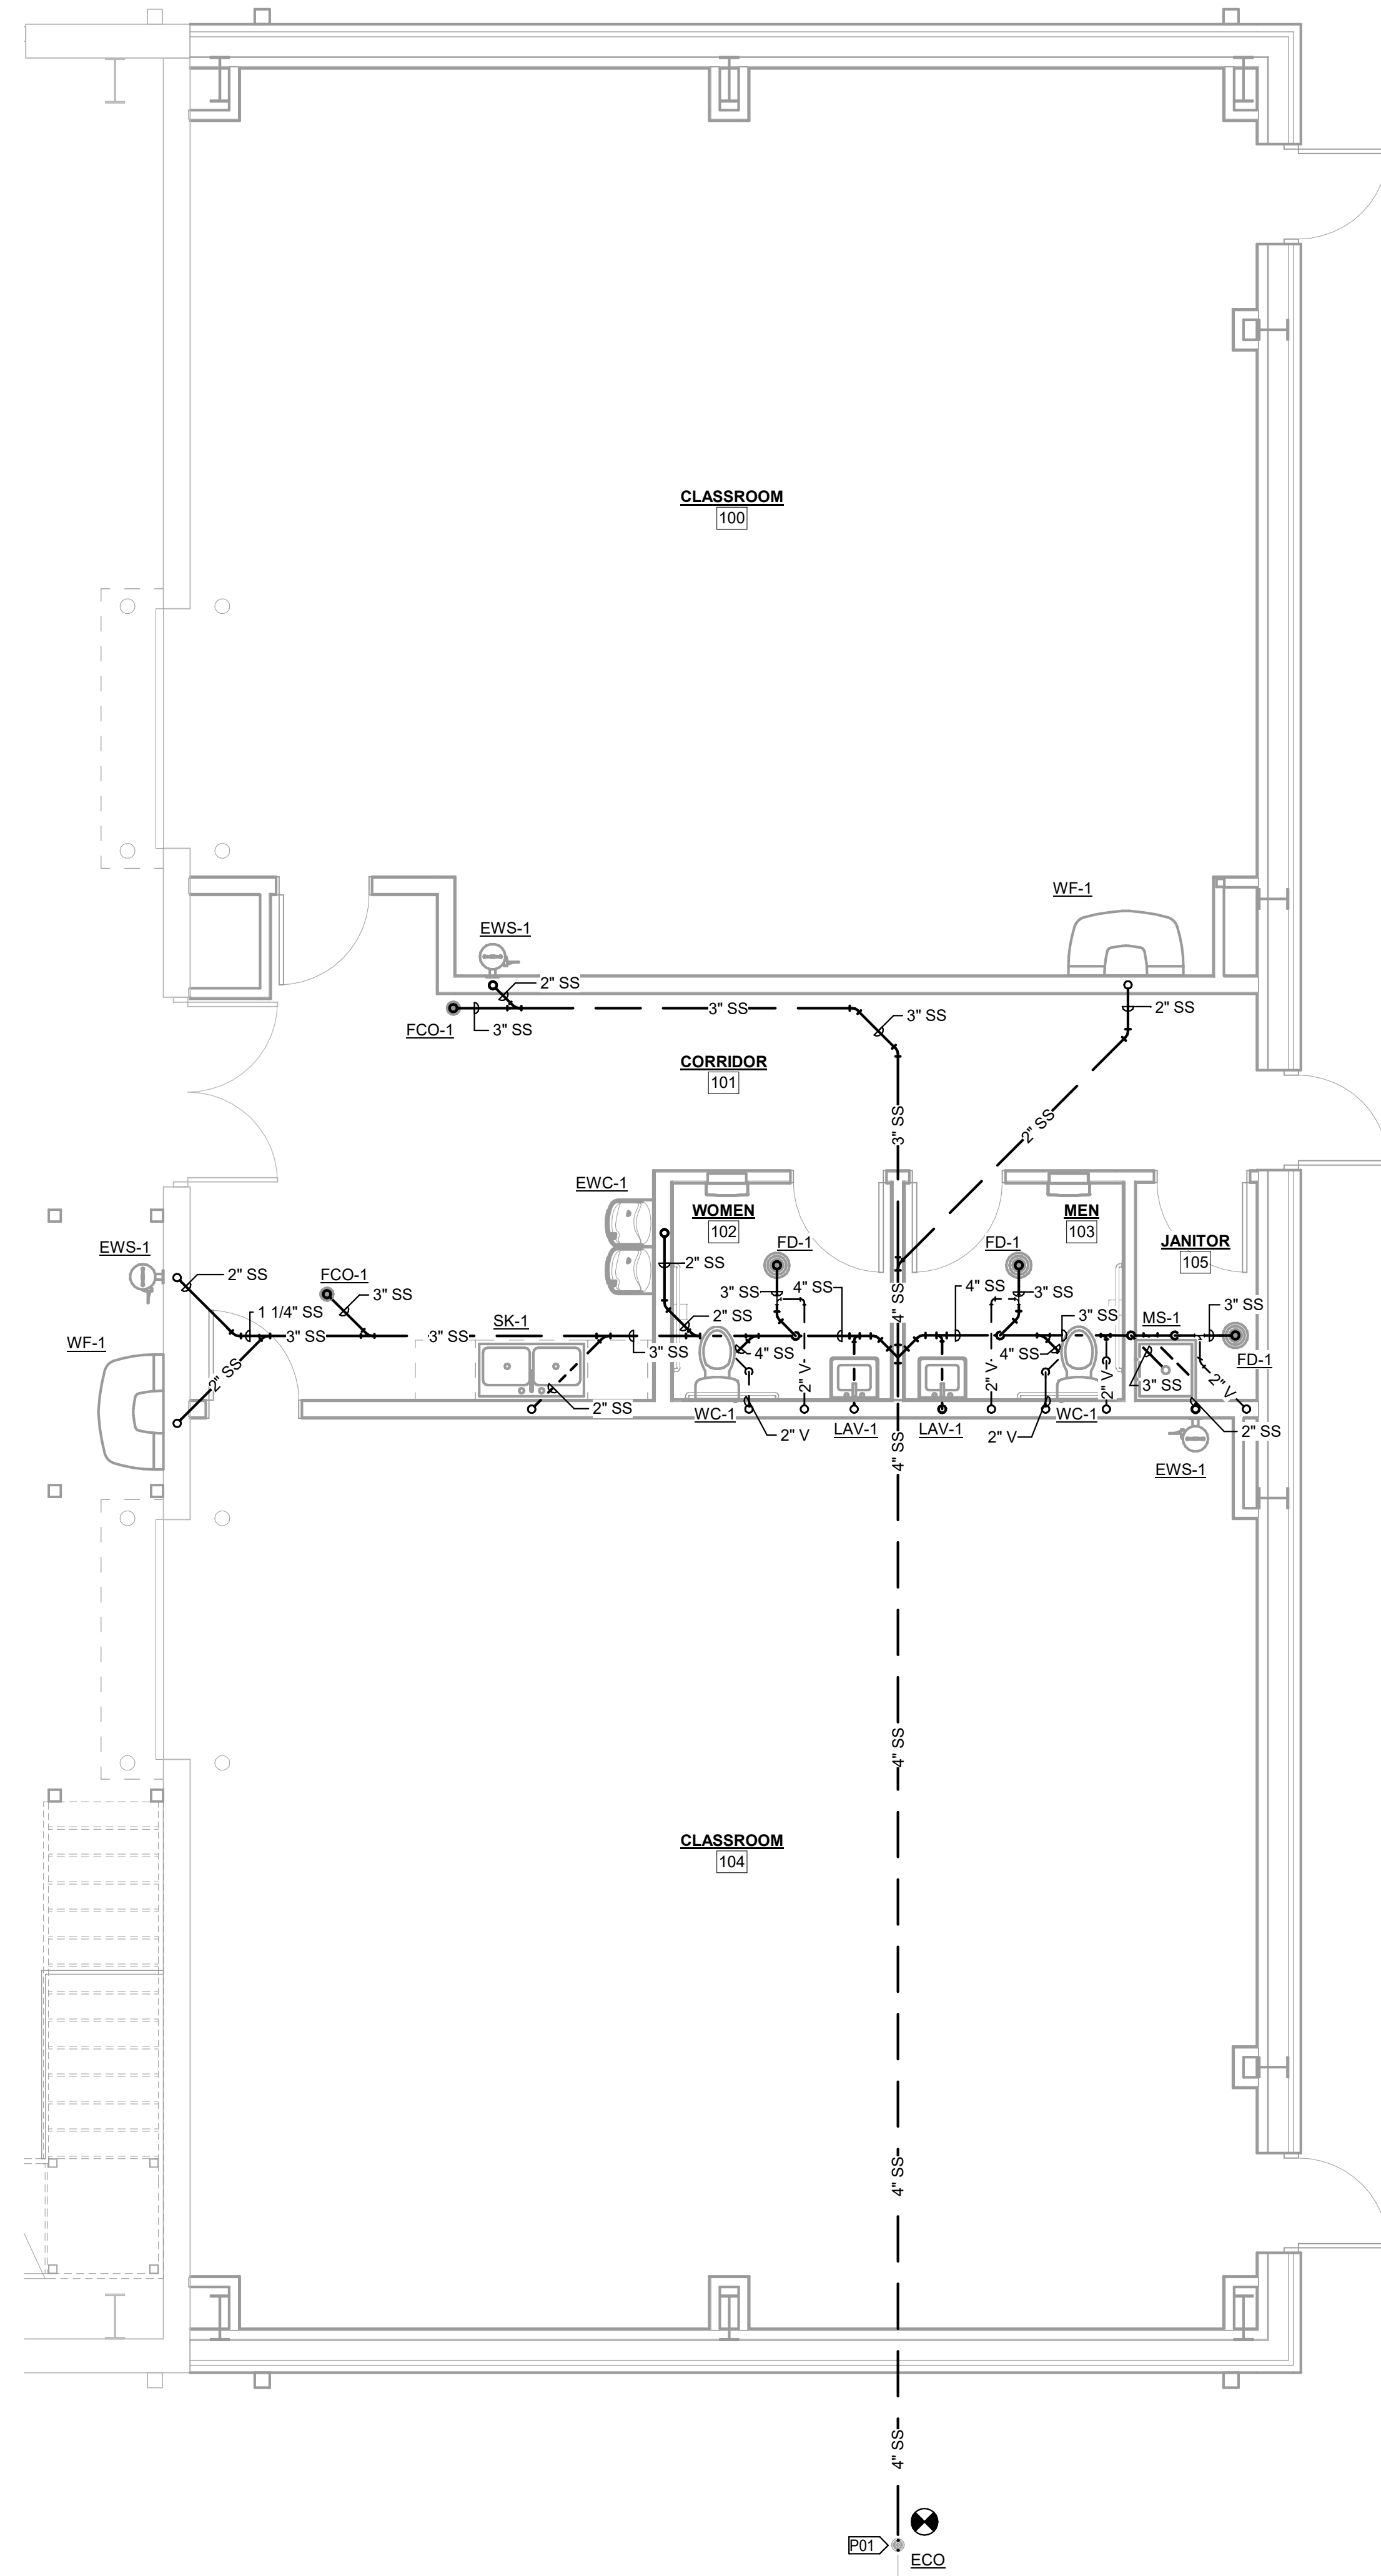 CLASSROOM
100
WF-1
EWS-1
2" SS
3" SS
3" SS
2" SS
FCO-1
3" SS
CORRIDOR
101
3" SS
2" SS
EWC-1
WOMEN
102
MEN
103
JANITOR
105
EWS-1
FD-1
FD-1
2" SS
2" SS
FCO-1
3" SS
3" SS
4" SS
4" SS
4" SS
3" SS
MS-1
3" SS
1 1/4" SS
2" SS
3" SS
SK-1
3" SS
3" SS
3" SS
WF-1
2" SS
3" SS
4" SS
4" SS
FD-1
3" SS
2" V
2" V
2" V
2" V
2" SS
WC-1
LAV-1
LAV-1
WC-1
2" SS
2" V
2" V
4" SS
EWS-1
4" SS
CLASSROOM
104
4" SS
4" SS
P01
ECO